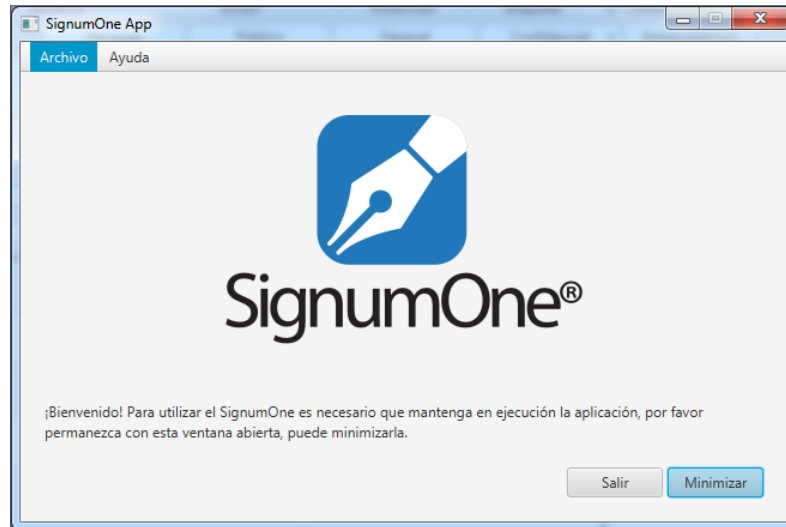 SignumOne App
Archivo Ayuda
SignumOne®
¡Bienvenido! Para utilizar el SignumOne es necesario que mantenga en ejecución la aplicación, por favor
permanezca con esta ventana abierta, puede minimizarla.
Salir Minimizar